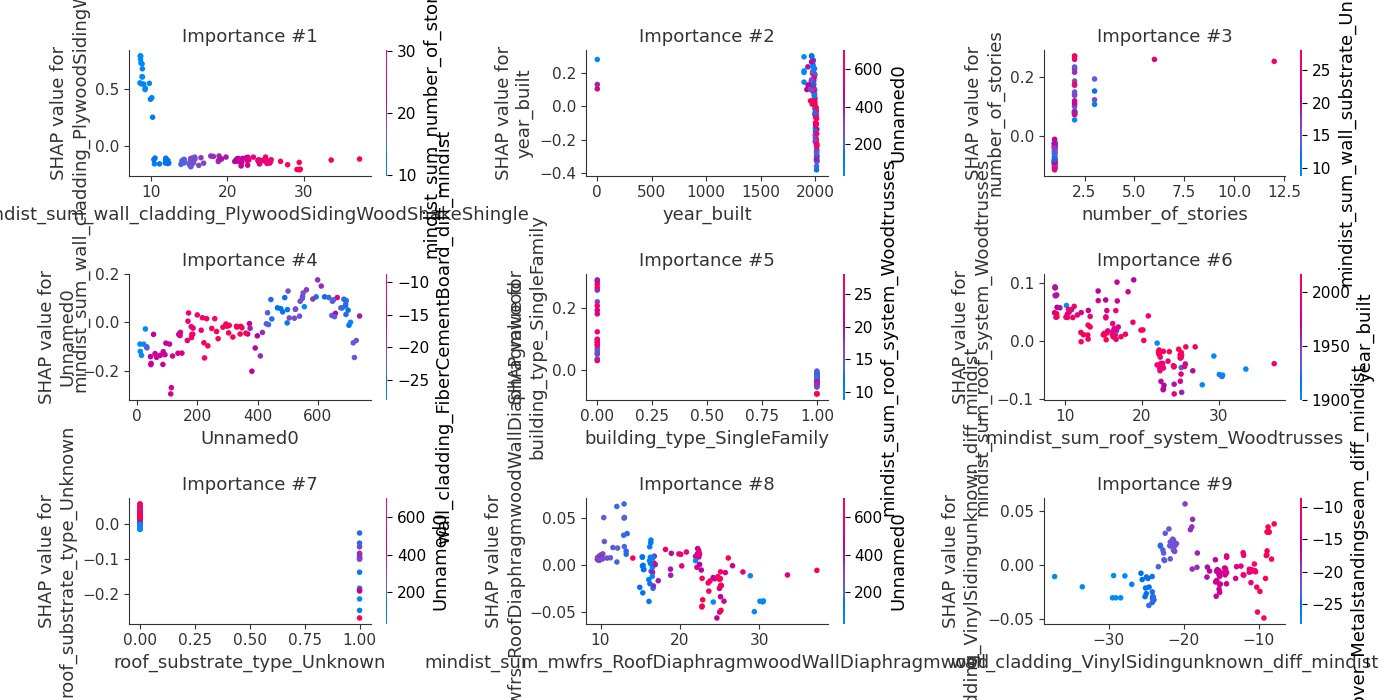 Importance #1
Importance #2
Importance #3
SHAP value for
0.5
0.0
10
20
30
30
20
10
SHAP value for
year_built
0.2
0.0
−0.2
−0.4
0
500
1000
1500
2000
year_built
600
400
200
Unnamed0
SHAP value for
number_of_stories
0.2
0.0
2.5
5.0
7.5
10.0
12.5
number_of_stories
25
20
15
10
mindist_sum_wall_substrate_Un
ndist_sum_wall_cladding_PlywoodSidingWoodShakeShingle
mindist_sum_number_of_stor
Importance #4
Importance #5
Importance #6
SHAP value for
Unnamed0
0.2
0.0
−0.2
0
200
400
600
Unnamed0
−10
−15
−20
−25
wall_cladding_FiberCementBoard_diff_mindist
building_type_SingleFamily
0.2
0.0
0.00
0.25
0.50
0.75
1.00
building_type_SingleFamily
25
20
15
10
mindist_sum_roof_system_Woodtrusses
SHAP value for
mindist_sum_roof_system_Woodtrusses
0.1
0.0
−0.1
10
20
30
mindist_sum_roof_system_Woodtrusses
2000
1950
1900
year_built
Importance #7
Importance #8
Importance #9
SHAP value for
roof_substrate_type_Unknown
0.0
−0.1
−0.2
0.00
0.25
0.50
0.75
1.00
roof_substrate_type_Unknown
600
400
200
Unnamed0
SHAP value for
wfrs_RoofDiaphragmwoodWallDiaphragmwood
0.05
0.00
−0.05
10
20
30
mindist_sum_mwfrs_RoofDiaphragmwoodWallDiaphragmwood
600
400
200
Unnamed0
SHAP value for
dding_VinylSidingunknown_diff_mindist
0.05
0.00
−0.05
−30
−20
−10
cladding_VinylSidingunknown_diff_mindist
−10
−15
−20
−25
over_Metalstandingseam_diff_mindist